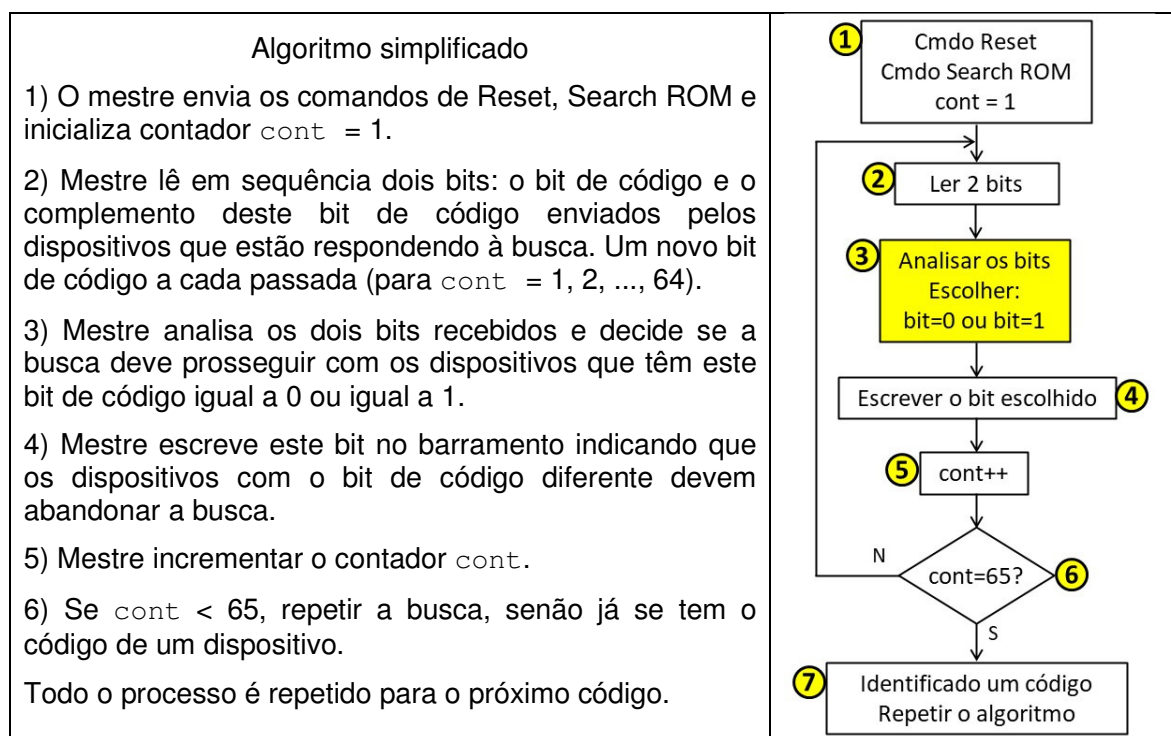 Algoritmo simplificado
1) O mestre envia os comandos de Reset, Search ROM e
inicializa contador cont = 1.
2) Mestre lê em sequência dois bits: o bit de código e o
complemento deste bit de código enviados pelos
dispositivos que estão respondendo à busca. Um novo bit
de código a cada passada (para cont = 1, 2, ..., 64).
3) Mestre analisa os dois bits recebidos e decide se a
busca deve prosseguir com os dispositivos que têm este
bit de código igual a 0 ou igual a 1.
4) Mestre escreve este bit no barramento indicando que
os dispositivos com o bit de código diferente devem
abandonar a busca.
5) Mestre incrementar o contador cont.
6) Se cont < 65, repetir a busca, senão já se tem o
código de um dispositivo.
Todo o processo é repetido para o próximo código.
1
Cmdo Reset
Cmdo Search ROM
cont = 1
2
Ler 2 bits
3
Analisar os bits
Escolher:
bit=0 ou bit=1
Escrever o bit escolhido
4
5
cont++
N
cont=65?
6
S
7
Identificado um código
Repetir o algoritmo